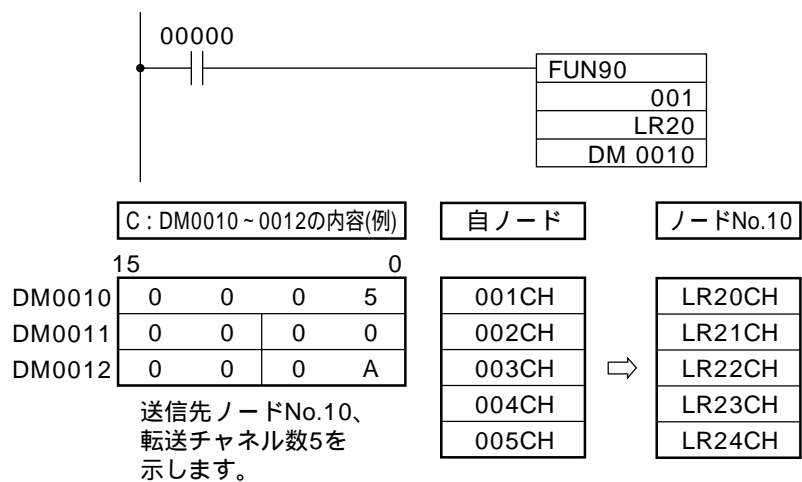 00000
FUN90
001
LR20
DM 0010
C : DM0010 ~ 0012の内容(例)
自ノード
ノードNo.10
15 0
DM0010 0 0 0 5 001CH LR20CH
DM0011 0 0 0 0 002CH LR21CH
DM0012 0 0 0 A 003CH ⇨ LR22CH
004CH LR23CH
005CH LR24CH
送信先ノードNo.10、
転送チャネル数5を
示します。